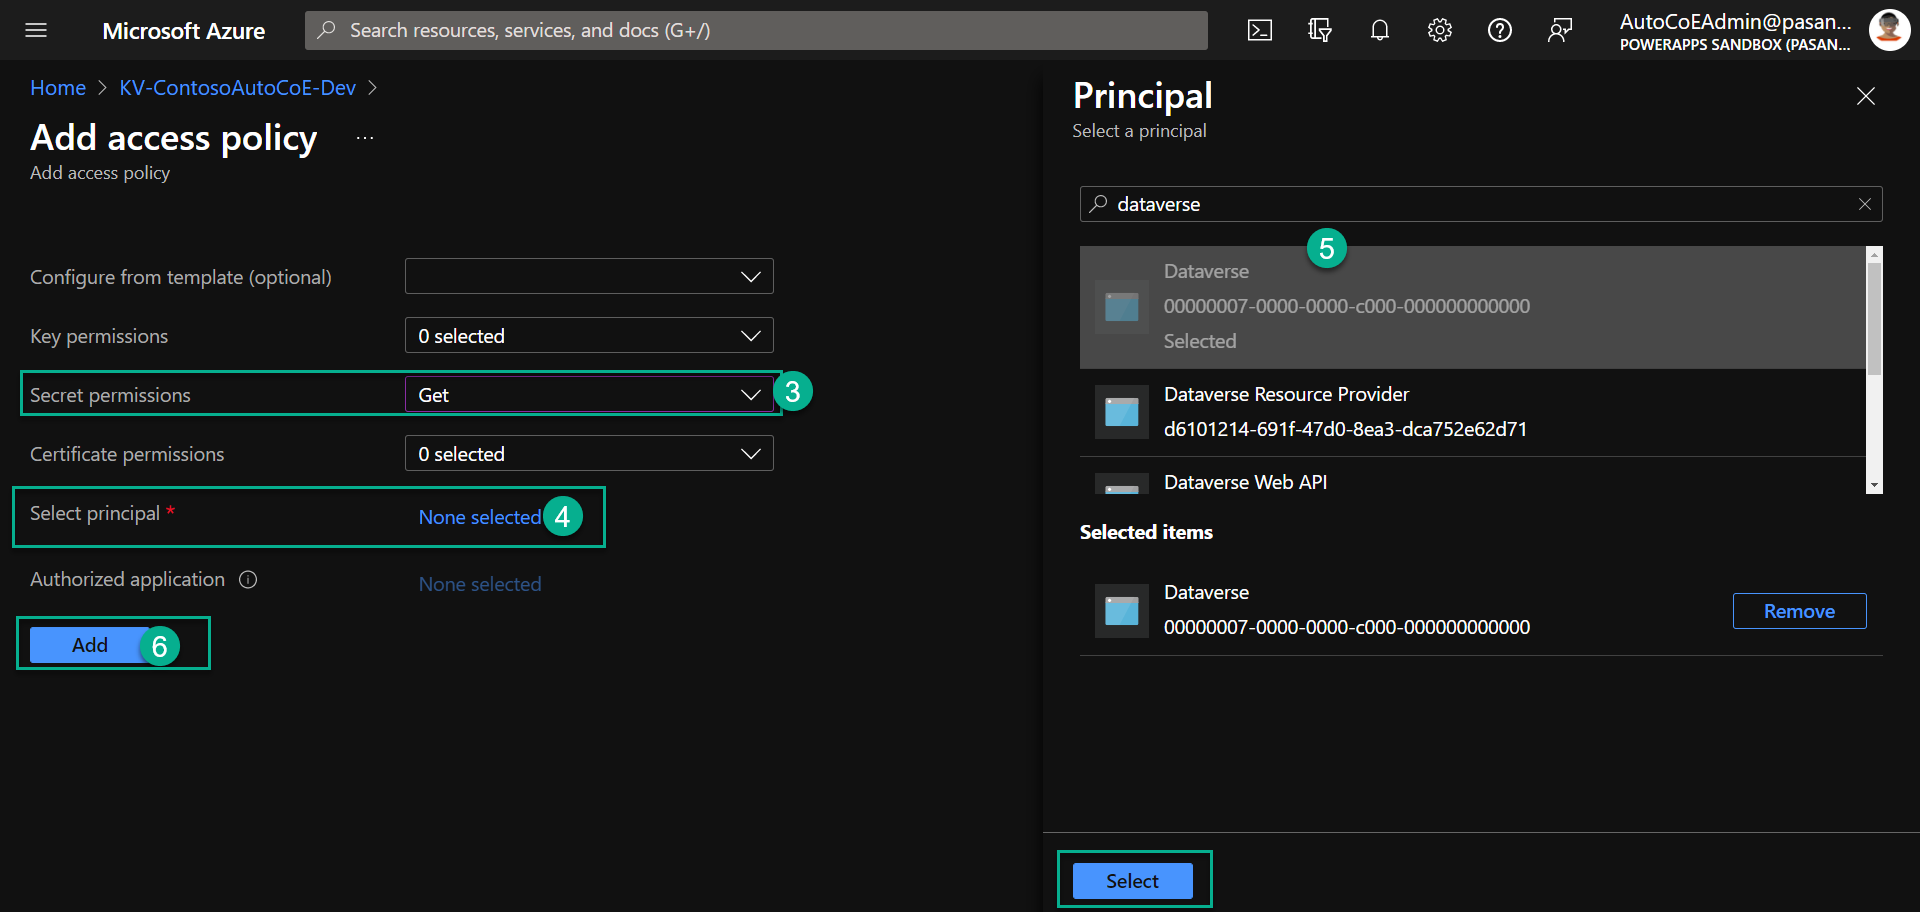 Microsoft Azure
Search resources, services, and docs (G+/)
AutoCoEAdmin@pasan...
POWERAPPS SANDBOX (PASAN...
Home > KV-ContosoAutoCoE-Dev >
Add access policy ...
Add access policy
Configure from template (optional)
Key permissions
0 selected
Secret permissions
Get
3
Certificate permissions
0 selected
Select principal *
None selected
4
Authorized application
None selected
Add
6
Principal
Select a principal
dataverse
5
Dataverse
00000007-0000-0000-c000-000000000000
Selected
Dataverse Resource Provider
d6101214-691f-47d0-8ea3-dca752e62d71
Dataverse Web API
Selected items
Dataverse
00000007-0000-0000-c000-000000000000
Remove
Select